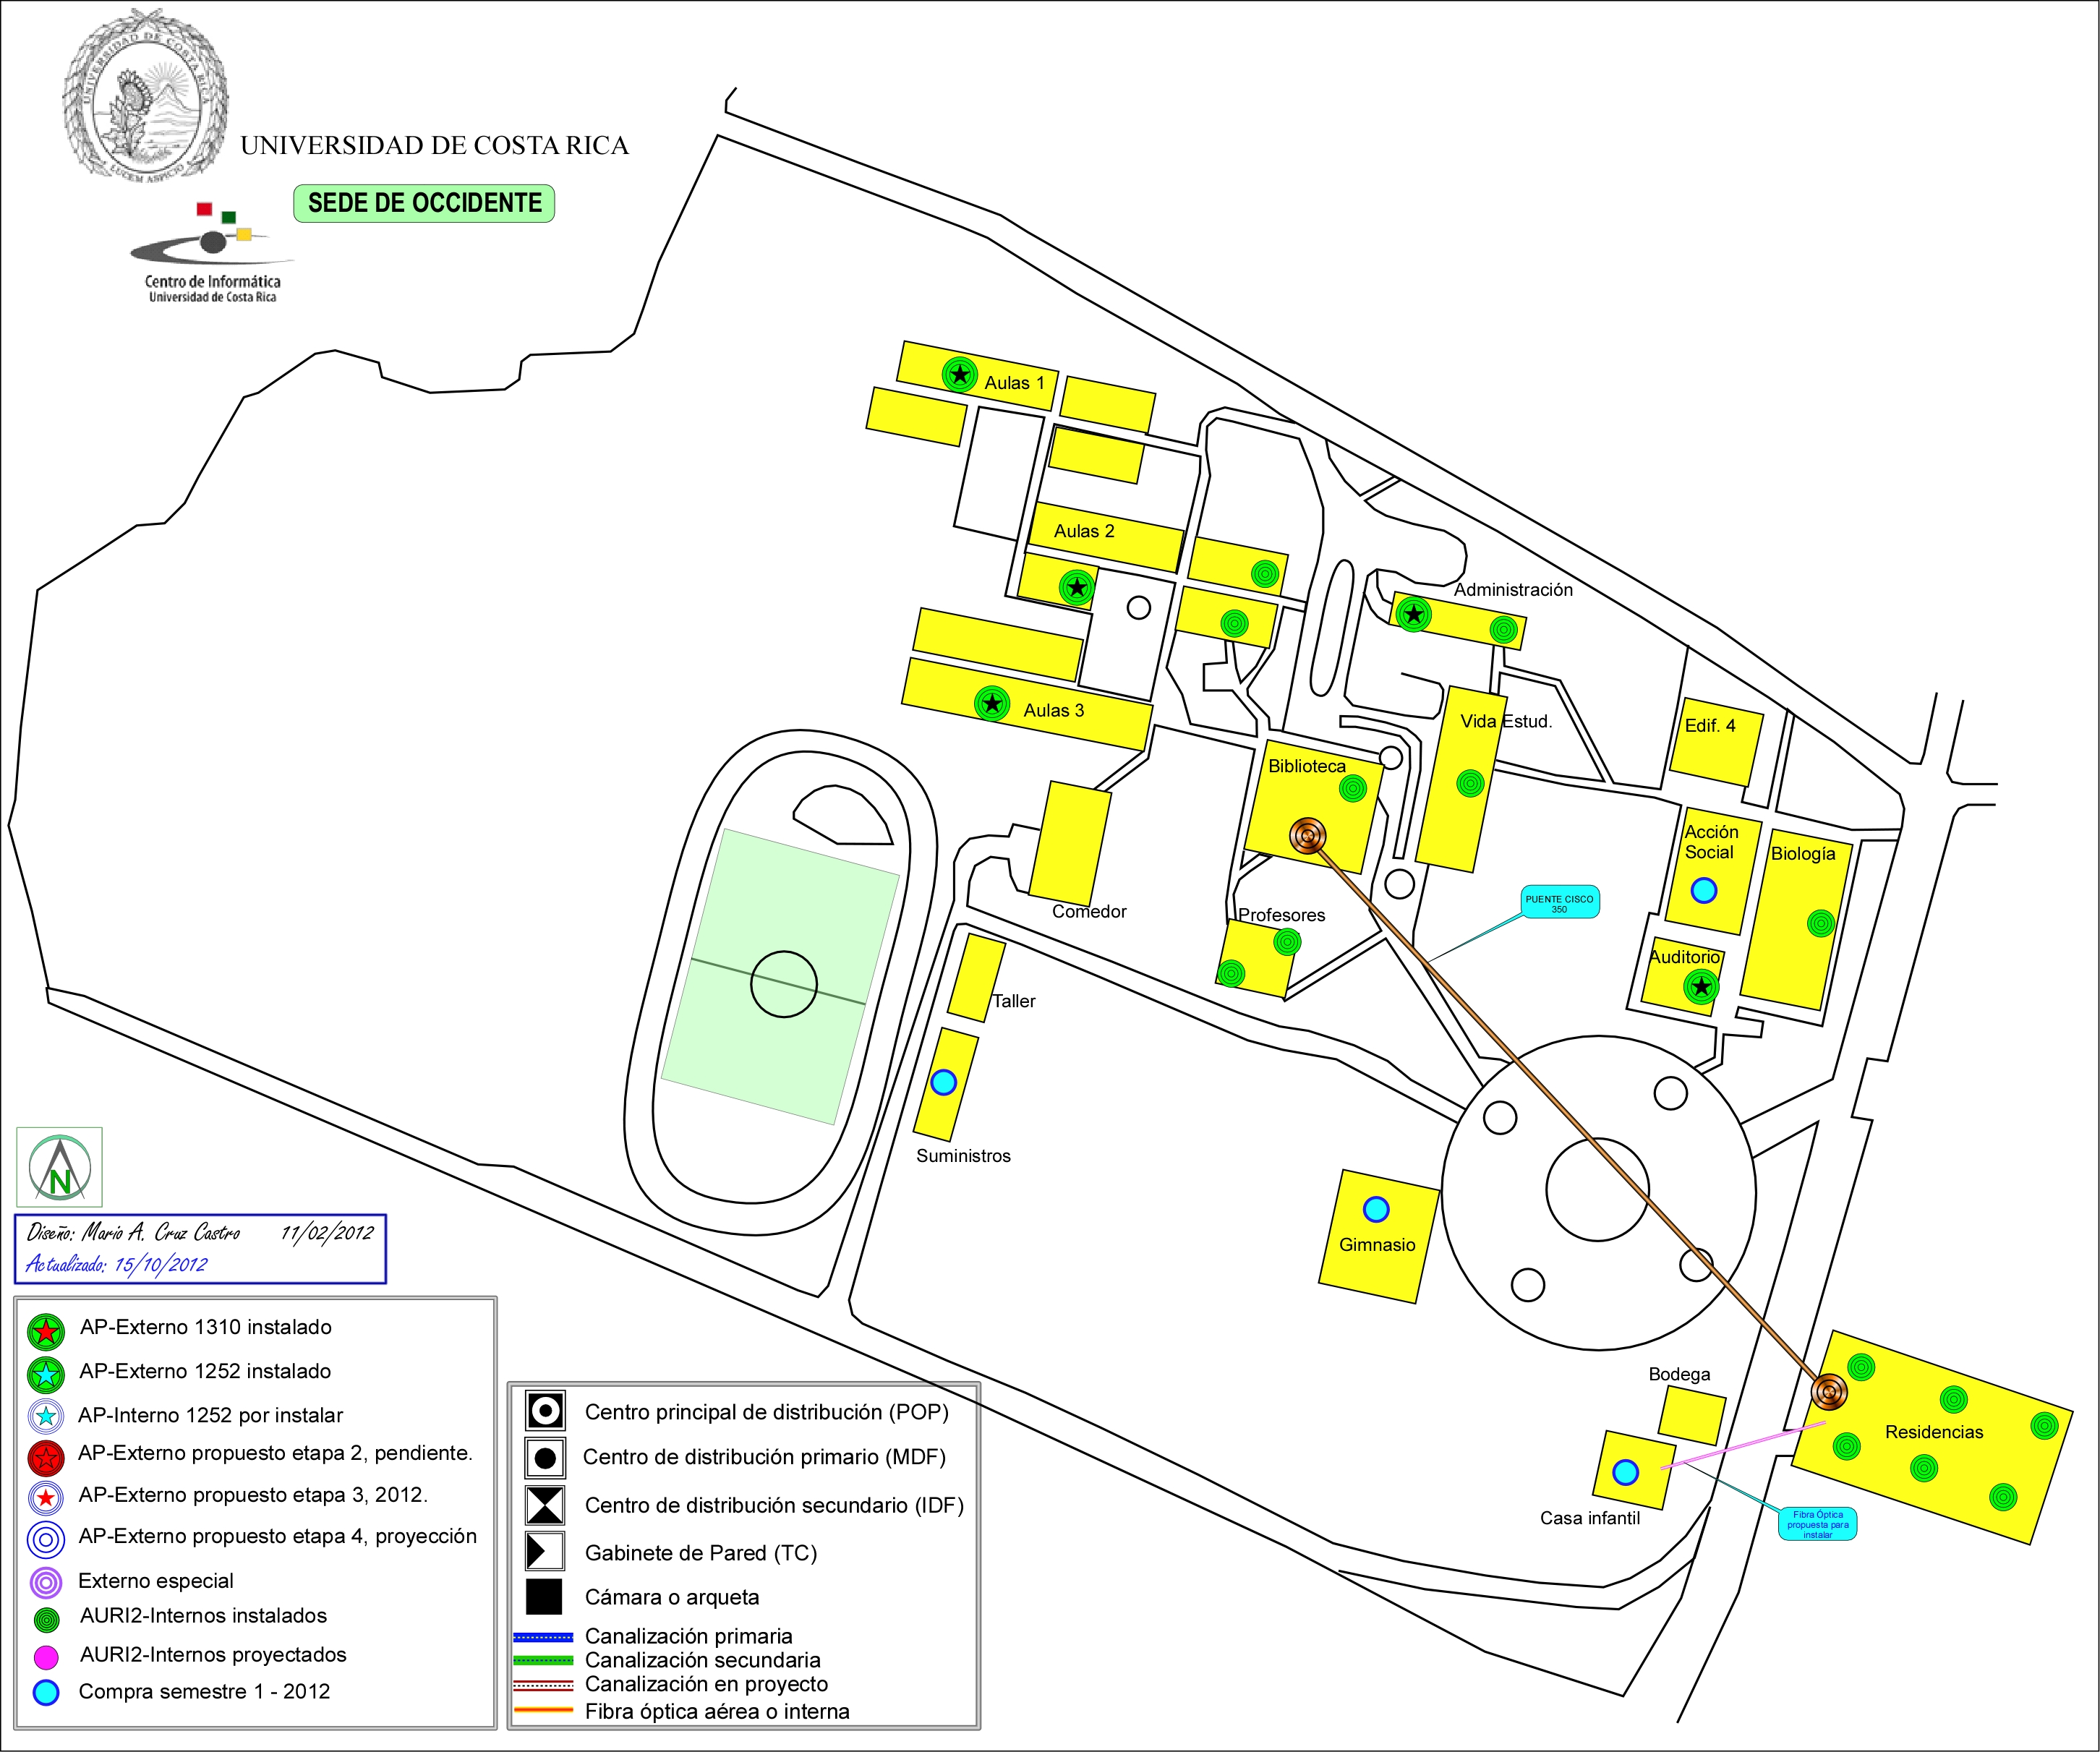 UNIVERSIDAD DE COSTA RICA
LUCEM ASPICIO
UNIVERSIDAD DE COSTA RICA
SEDE DE OCCIDENTE
Centro de Informática
Universidad de Costa Rica
Aulas 1
Aulas 2
Administración
Aulas 3
Vida Estud.
Edif. 4
Biblioteca
Acción
Social
Biología
PUENTE CISCO
350
Comedor
Profesores
Auditorio
Taller
Suministros
Gimnasio
N
Diseño: Mario A. Cruz Castro 11/02/2012
Actualizado: 15/10/2012
Bodega
Residencias
Casa infantil
Fibra Óptica
propuesta para
instalar
AP-Externo 1310 instalado
AP-Externo 1252 instalado
AP-Interno 1252 por instalar
AP-Externo propuesto etapa 2, pendiente.
AP-Externo propuesto etapa 3, 2012.
AP-Externo propuesto etapa 4, proyección
Externo especial
AURI2-Internos instalados
AURI2-Internos proyectados
Compra semestre 1 - 2012
Centro principal de distribución (POP)
Centro de distribución primario (MDF)
Centro de distribución secundario (IDF)
Gabinete de Pared (TC)
Cámara o arqueta
Canalización primaria
Canalización secundaria
Canalización en proyecto
Fibra óptica aérea o interna